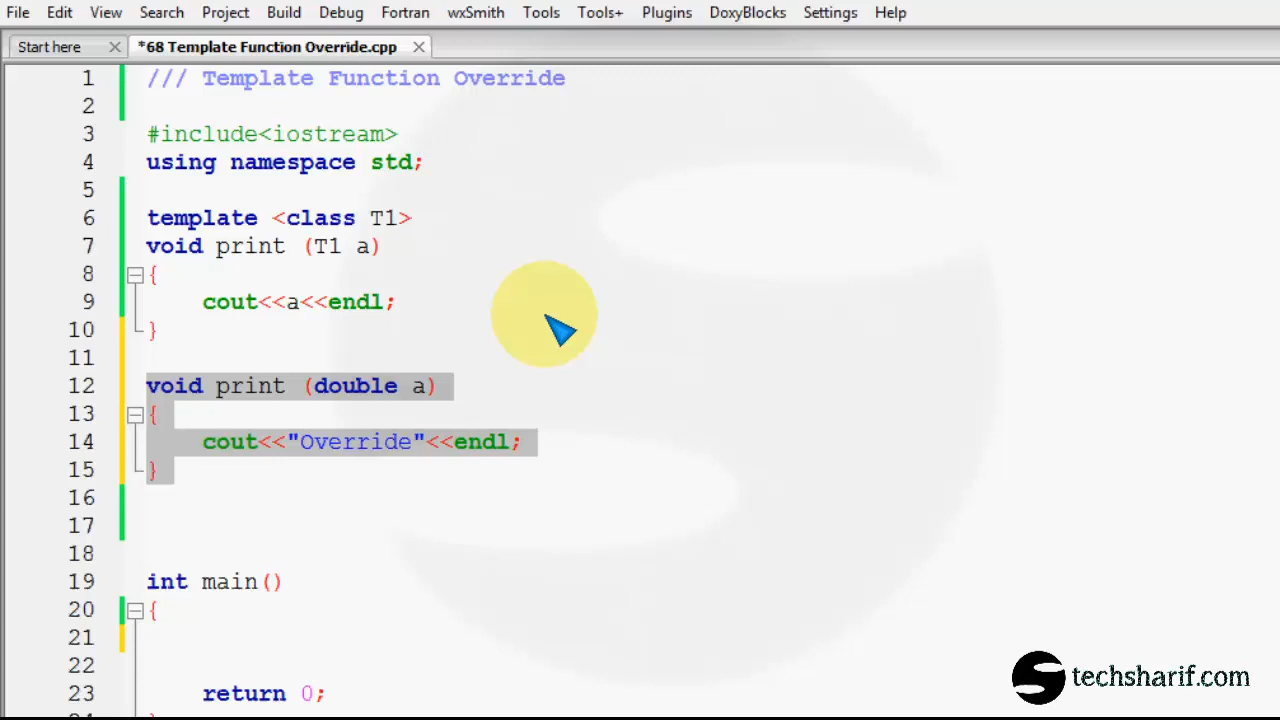 File Edit View Search Project Build Debug Fortran wxSmith Tools Tools+ Plugins DoxyBlocks Settings Help
Start here *68 Template Function Override.cpp
1 /// Template Function Override
2
3 #include<iostream>
4 using namespace std;
5
6 template <class T1>
7 void print (T1 a)
8 {
9 cout<<a<<endl;
10 }
11
12 void print (double a)
13 {
14 cout<<"Override"<<endl;
15 }
16
17
18
19 int main()
20 {
21
22
23 return 0;
techsharif.com